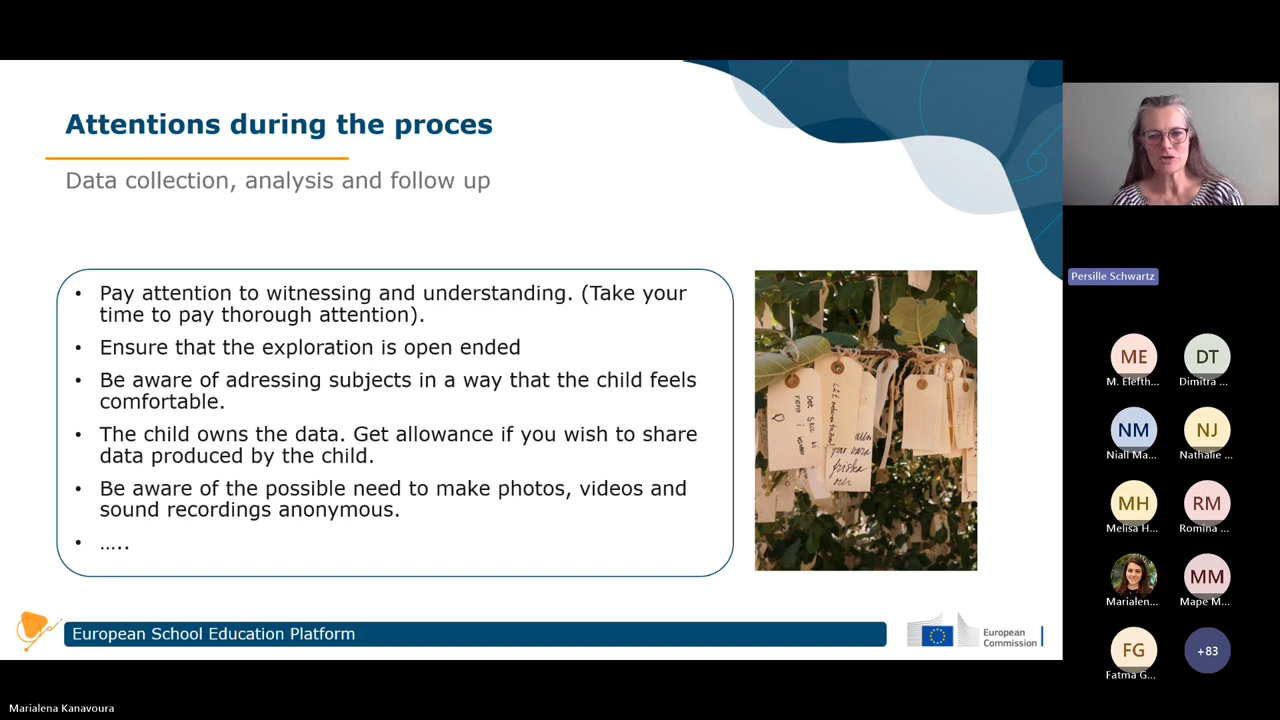 Attentions during the proces
Data collection, analysis and follow up
• Pay attention to witnessing and understanding. (Take your
time to pay thorough attention).
• Ensure that the exploration is open ended
• Be aware of adressing subjects in a way that the child feels
comfortable.
• The child owns the data. Get allowance if you wish to share
data produced by the child.
• Be aware of the possible need to make photos, videos and
sound recordings anonymous.
• …..
European School Education Platform
European
Commission
Persille Schwartz
ME
M. Elefth...
DT
Dimitra ...
NM
Niall Ma...
NJ
Nathalie ...
MH
Melisa H...
RM
Romina ...
Marialen...
MM
Mape M...
FG
Fatma G...
+83
Marialena Kanavoura